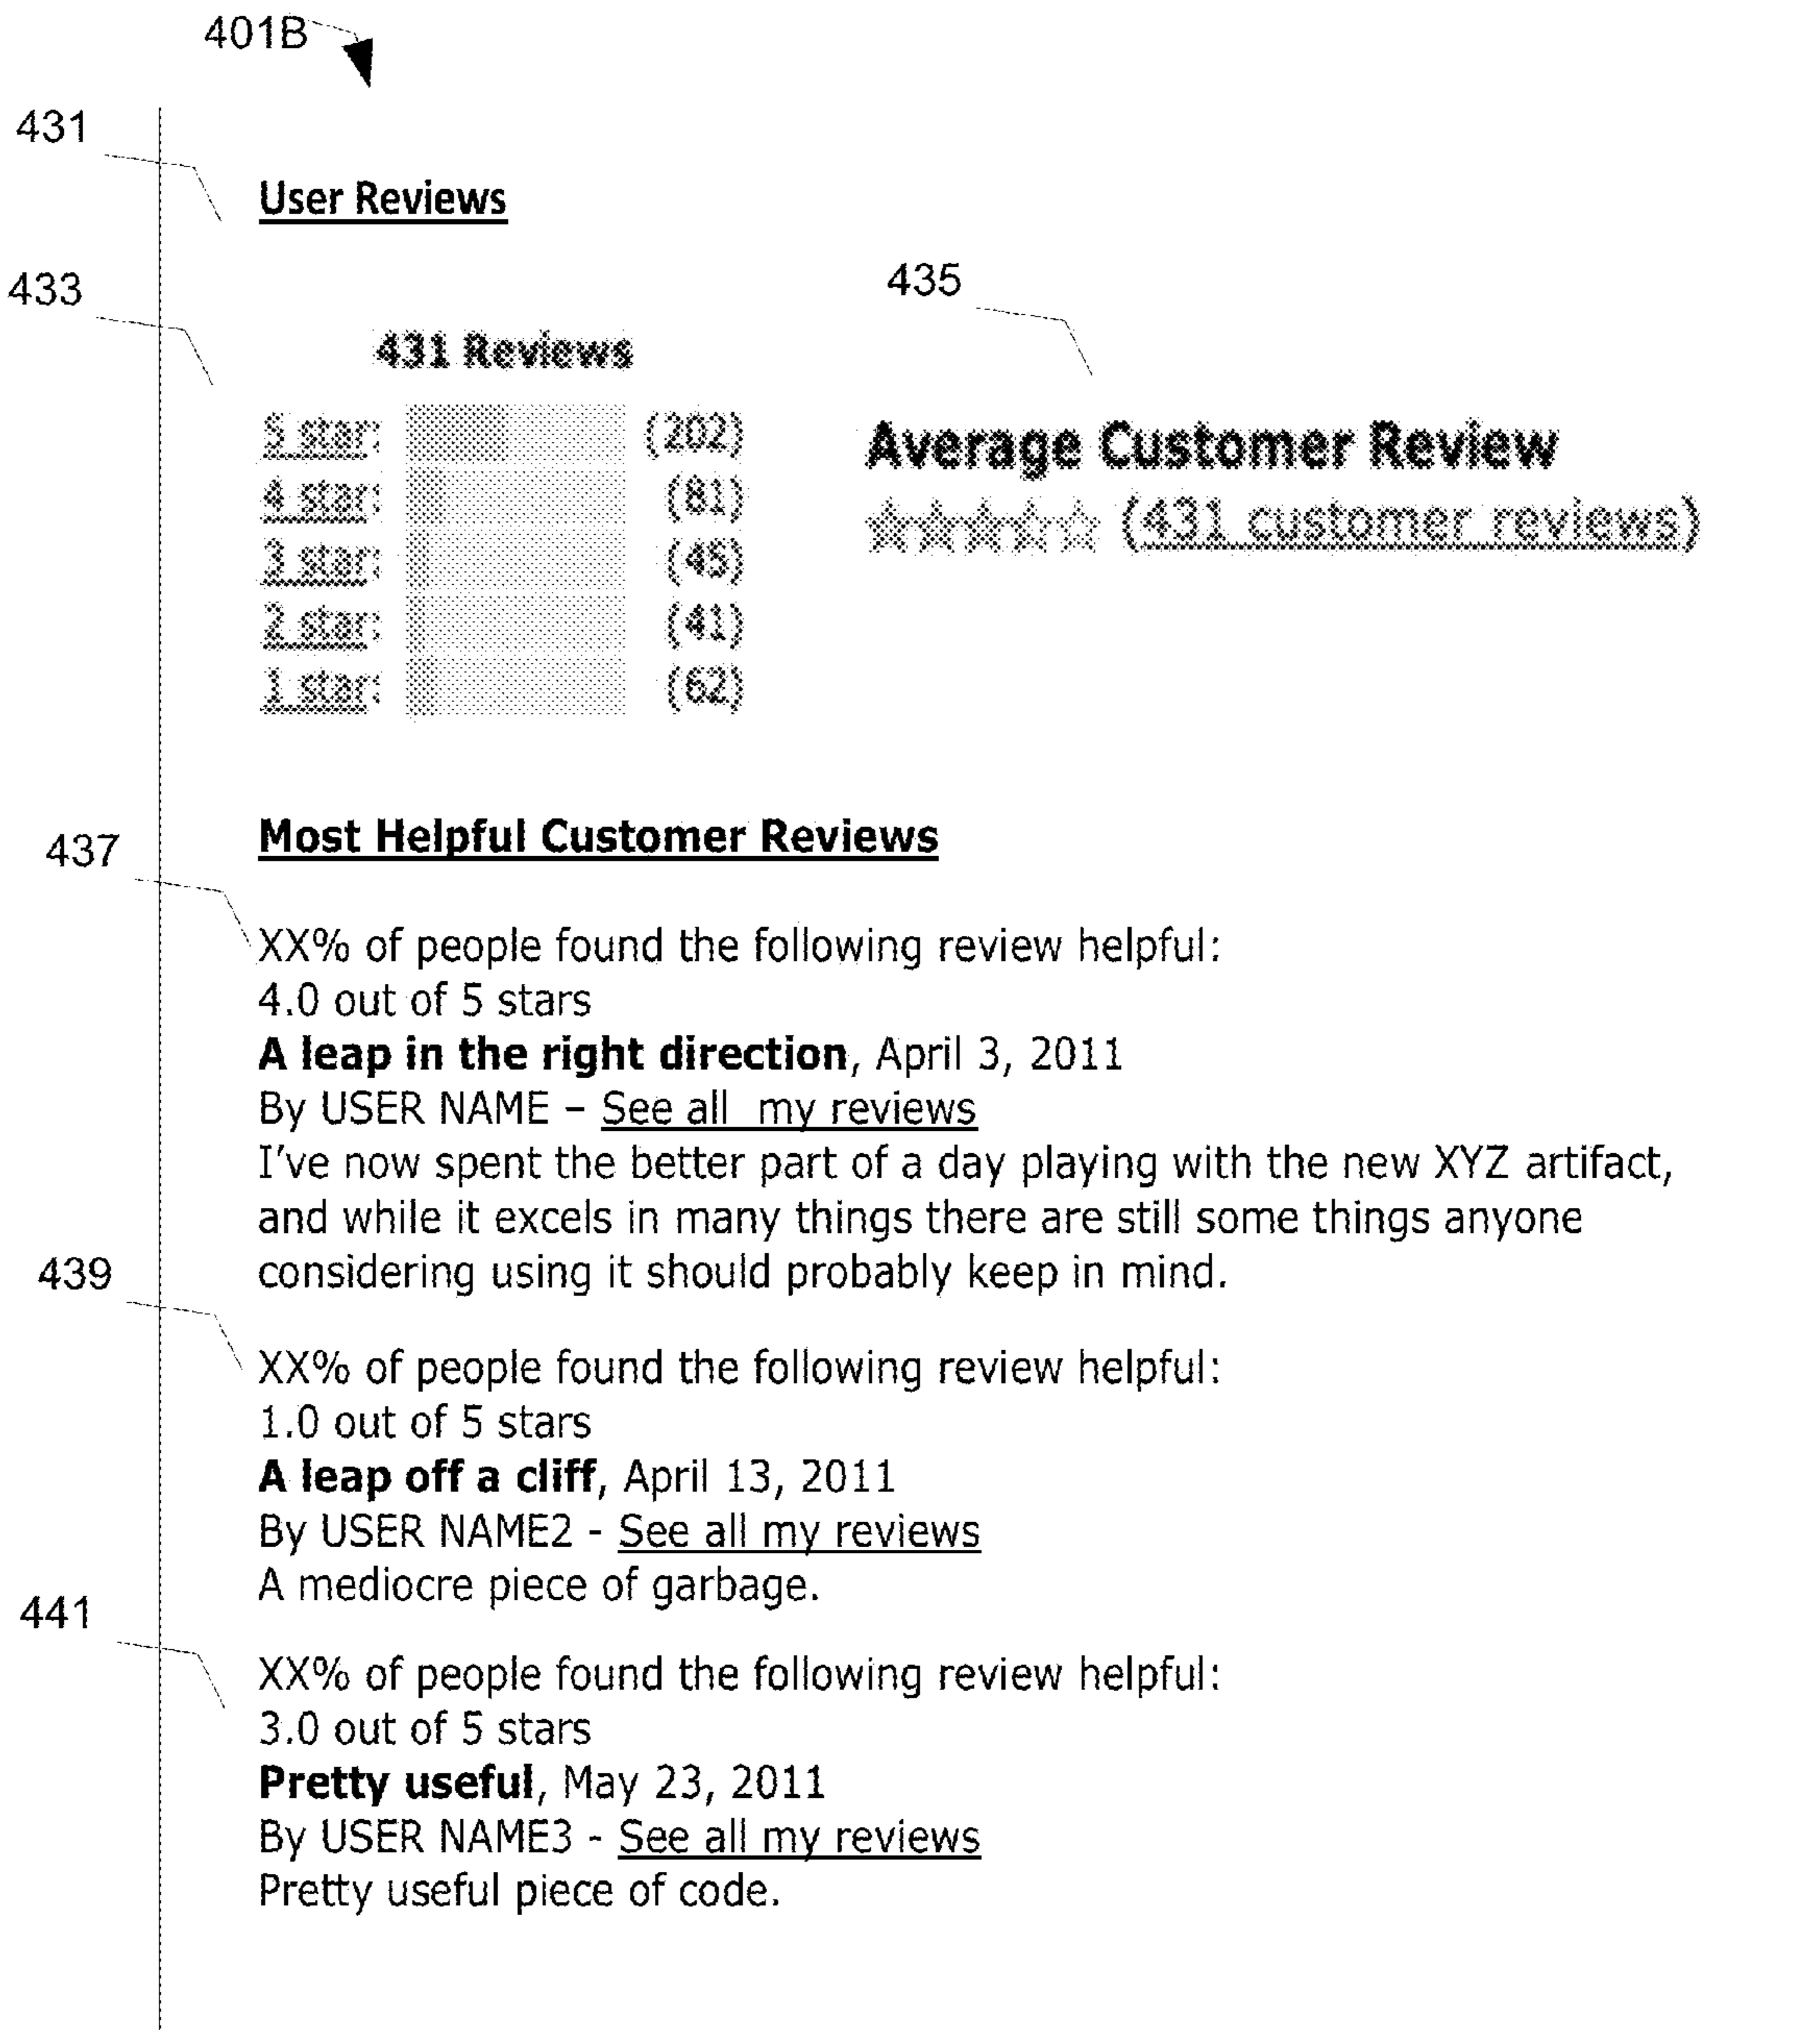 401B
431
User Reviews
433
435
431 Reviews
5 star: (202)
4 star: (81)
3 star: (45)
2 star: (41)
1 star: (62)
Average Customer Review
(431 customer reviews)
437
Most Helpful Customer Reviews
XX% of people found the following review helpful:
4.0 out of 5 stars
A leap in the right direction, April 3, 2011
By USER NAME – See all my reviews
I've now spent the better part of a day playing with the new XYZ artifact,
and while it excels in many things there are still some things anyone
considering using it should probably keep in mind.
439
XX% of people found the following review helpful:
1.0 out of 5 stars
A leap off a cliff, April 13, 2011
By USER NAME2 - See all my reviews
A mediocre piece of garbage.
441
XX% of people found the following review helpful:
3.0 out of 5 stars
Pretty useful, May 23, 2011
By USER NAME3 - See all my reviews
Pretty useful piece of code.